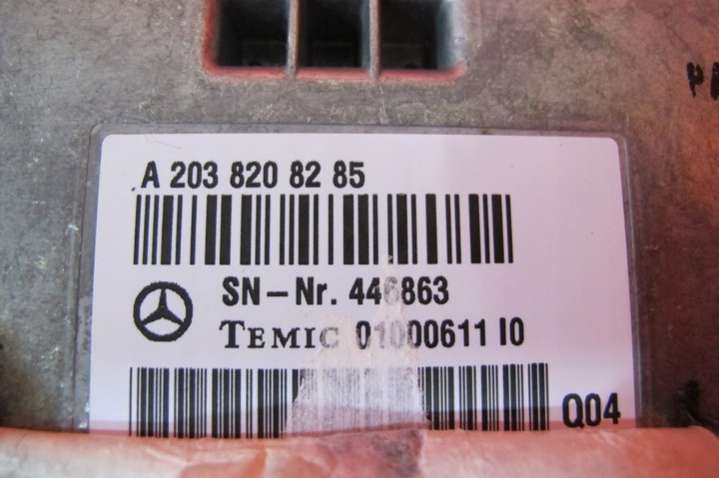 A 203 820 82 85
SN-Nr. 446863
TEMIC 01000611 I0
Q04